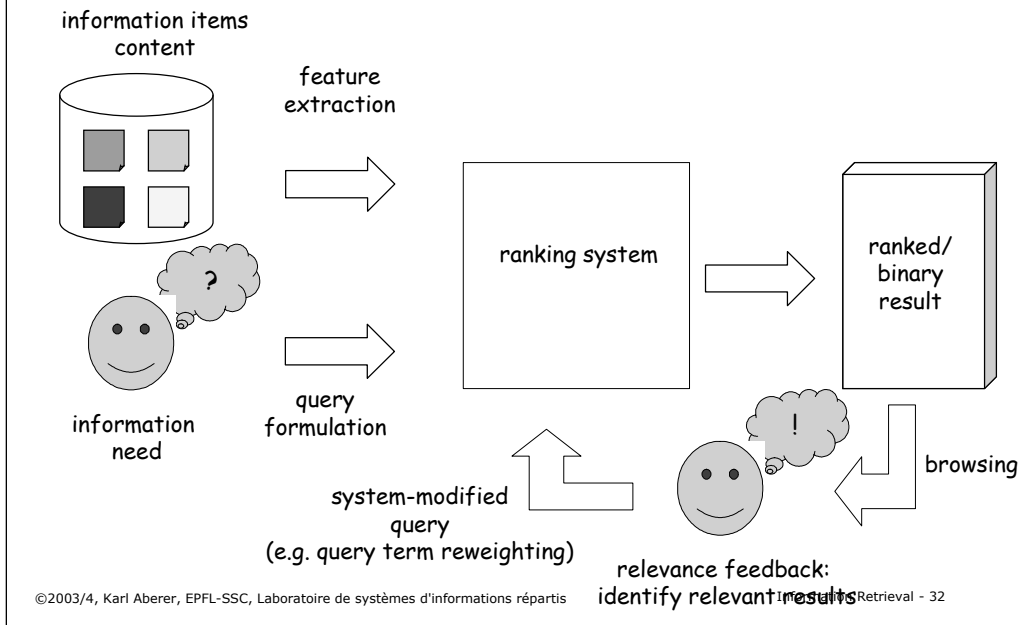 information items
content
feature
extraction
ranking system
ranked/
binary
result
?
information
need
query
formulation
!
browsing
system-modified
query
(e.g. query term reweighting)
relevance feedback:
identify relevant results
©2003/4, Karl Aberer, EPFL-SSC, Laboratoire de systèmes d'informations répartis
Information Retrieval - 32